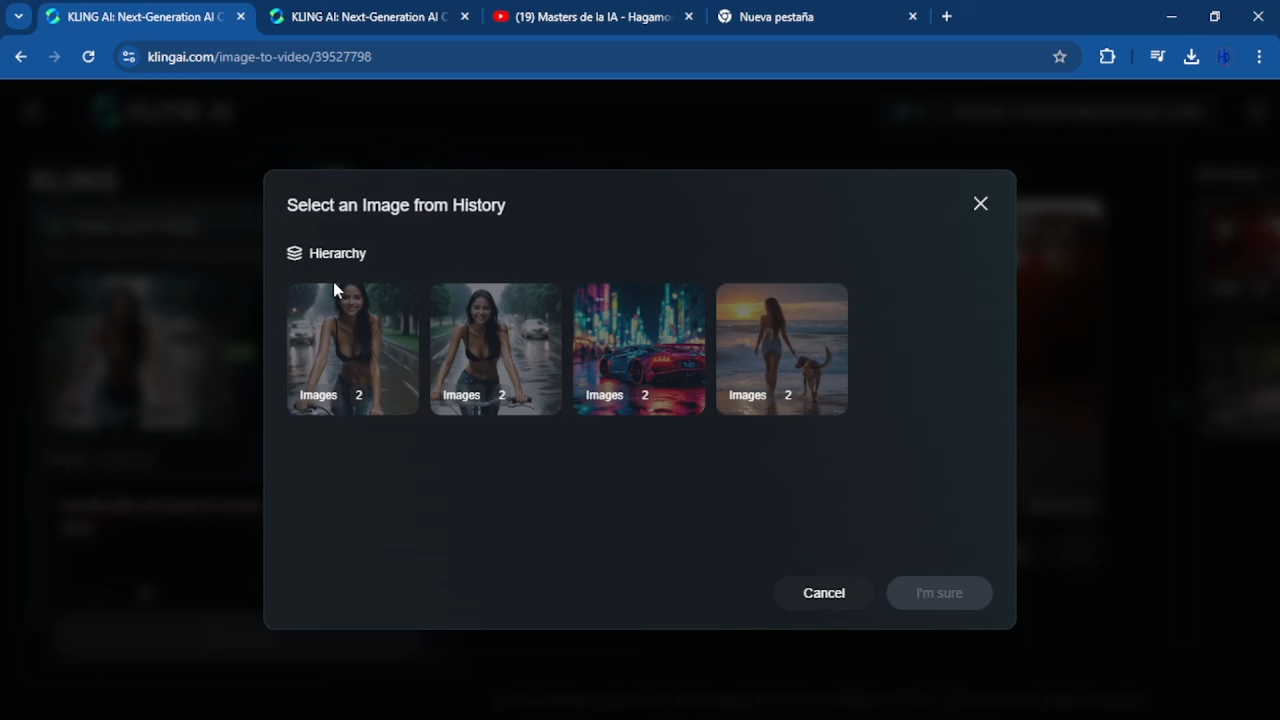 KLING AI: Next-Generation AI C
KLING AI: Next-Generation AI C
(19) Masters de la IA - Hagamo
Nueva pestaña
klingai.com/image-to-video/39527798
Select an Image from History
Hierarchy
Images 2
Images 2
Images 2
Images 2
Cancel
I'm sure